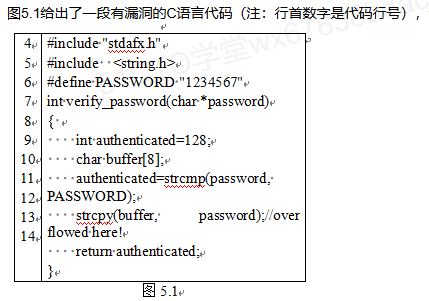 图5.1给出了一段有漏洞的C语言代码（注：行首数字是代码行号），
4 #include "stdafx.h"
5 #include <string.h>
6 #define PASSWORD "1234567"
7 int verify_password(char *password)
8 {
9 int authenticated=128;
10 char buffer[8];
11 authenticated=strcmp(password,
12 PASSWORD);
13 strcpy(buffer, password);//over
14 flowed here!
return authenticated;
}
图 5.1